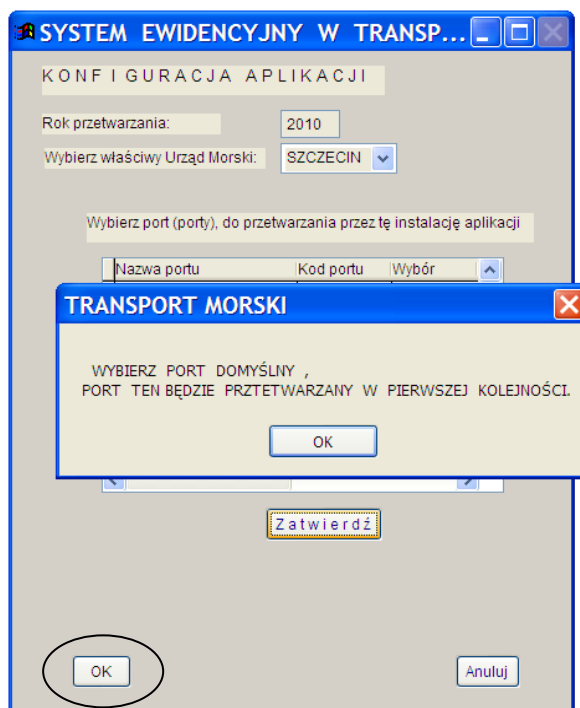 SYSTEM EWIDENCYJNY W TRANSP...
KONFIGURACJA APLIKACJI
Rok przetwarzania: 2010
Wybierz właściwy Urząd Morski: SZCZECIN
Wybierz port (porty), do przetwarzania przez tę instalację aplikacji
Nazwa portu Kod portu Wybór
TRANSPORT MORSKI
WYBIERZ PORT DOMYŚLNY ,
PORT TEN BĘDZIE PRZTETWARZANY W PIERWSZEJ KOLEJNOŚCI.
OK
Zatwierdź
OK Anuluj